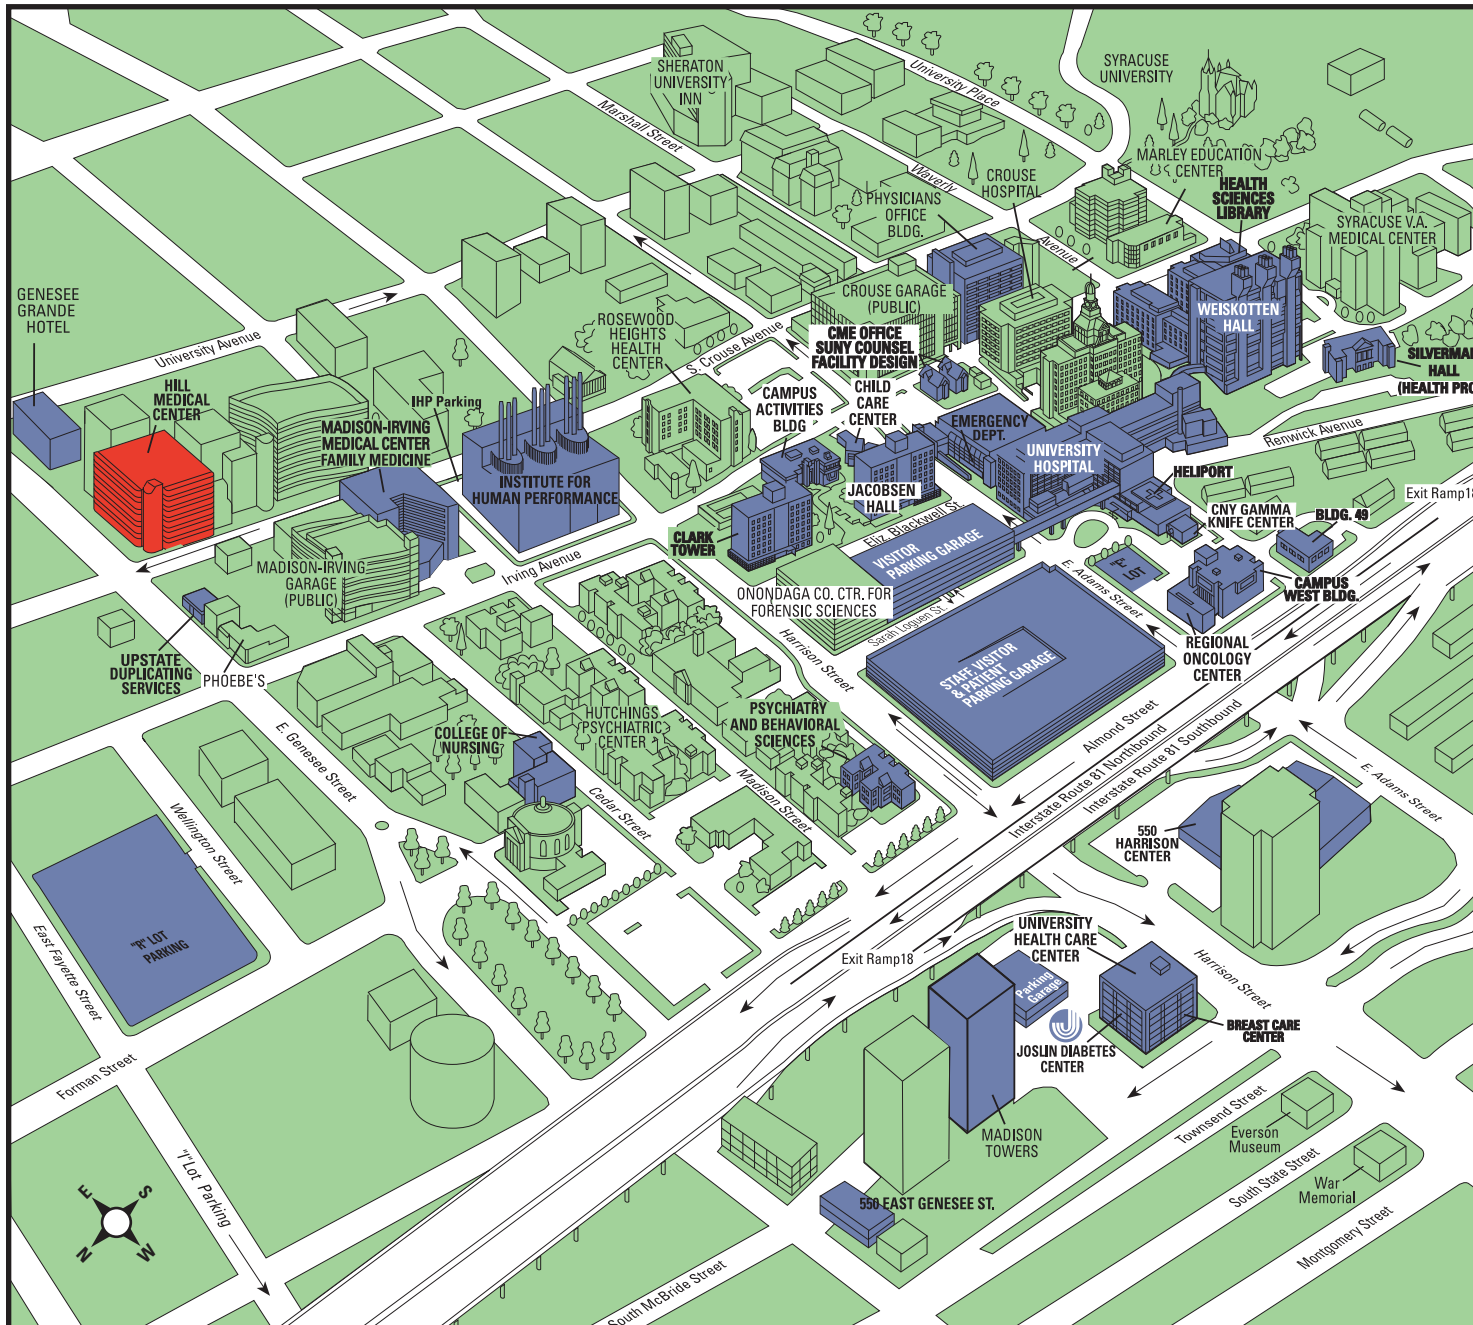 SYRACUSE
UNIVERSITY
SHERATON
UNIVERSITY
INN
University Place
Marshall Street
Waverly
Avenue
MARLEY EDUCATION
CENTER
CROUSE
HOSPITAL
HEALTH
SCIENCES
LIBRARY
PHYSICIANS
OFFICE
BLDG.
SYRACUSE V.A.
MEDICAL CENTER
GENESEE
GRANDE
HOTEL
CROUSE GARAGE
(PUBLIC)
WEISKOTTEN
HALL
ROSEWOOD
HEIGHTS
HEALTH
CENTER
S. Crouse Avenue
CME OFFICE
SUNY COUNSEL
FACILITY DESIGN
University Avenue
SILVERMAN
HALL
(HEALTH PRO
HILL
MEDICAL
CENTER
IHP Parking
CAMPUS
ACTIVITIES
BLDG
CHILD
CARE
CENTER
MADISON-IRVING
MEDICAL CENTER
FAMILY MEDICINE
EMERGENCY
DEPT.
UNIVERSITY
HOSPITAL
Renwick Avenue
INSTITUTE FOR
HUMAN PERFORMANCE
HELIPORT
JACOBSEN
HALL
Exit Ramp18
CNY GAMMA
KNIFE CENTER
BLDG. 49
Eliz. Blackwell St.
CLARK
TOWER
VISITOR
PARKING GARAGE
MADISON-IRVING
GARAGE
(PUBLIC)
Irving Avenue
"E"
LOT
E. Adams Street
CAMPUS
WEST BLDG.
ONONDAGA CO. CTR. FOR
FORENSIC SCIENCES
Sarah Loguen St.
Harrison Street
REGIONAL
ONCOLOGY
CENTER
UPSTATE
DUPLICATING
SERVICES
PHOEBE'S
STAFF, VISITOR
& PATIENT
PARKING GARAGE
E. Genesee Street
COLLEGE OF
NURSING
HUTCHINGS
PSYCHIATRIC
CENTER
PSYCHIATRY
AND BEHAVIORAL
SCIENCES
Almond Street
Interstate Route 81 Northbound
Interstate Route 81 Southbound
E. Adams Street
Wellington Street
Cedar Street
Madison Street
550
HARRISON
CENTER
"R" LOT
PARKING
East Fayette Street
UNIVERSITY
HEALTH CARE
CENTER
Exit Ramp18
Harrison Street
Parking
Garage
BREAST CARE
CENTER
JOSLIN DIABETES
CENTER
Forman Street
MADISON
TOWERS
Townsend Street
Everson
Museum
War
Memorial
South State Street
Montgomery Street
"I" Lot Parking
550 EAST GENESEE ST.
South McBride Street
E
S
N
W